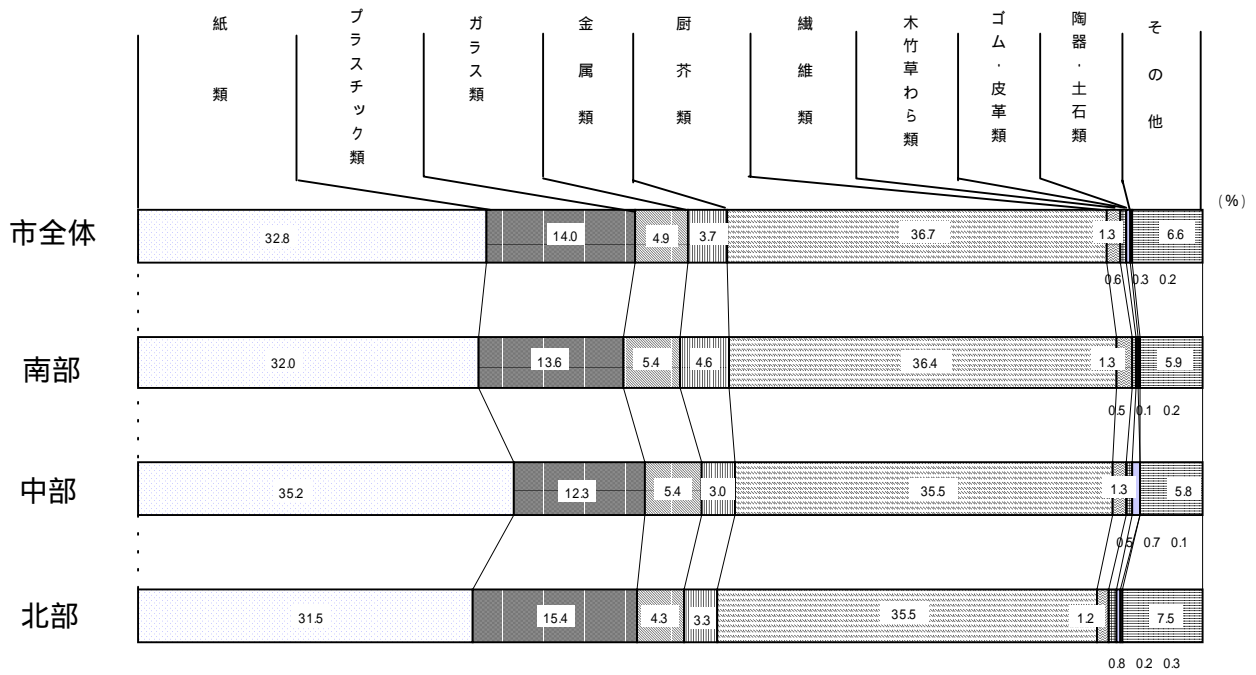 紙類
プラスチック類
ガラス類
金属類
厨芥類
繊維類
木竹草わら類
ゴム・皮革類
陶器・土石類
その他
(%)
市全体
32.8 14.0 4.9 3.7 36.7 1.3 6.6
0.6 0.3 0.2
南部
32.0 13.6 5.4 4.6 36.4 1.3 5.9
0.5 0.1 0.2
中部
35.2 12.3 5.4 3.0 35.5 1.3 5.8
0.5 0.7 0.1
北部
31.5 15.4 4.3 3.3 35.5 1.2 7.5
0.8 0.2 0.3